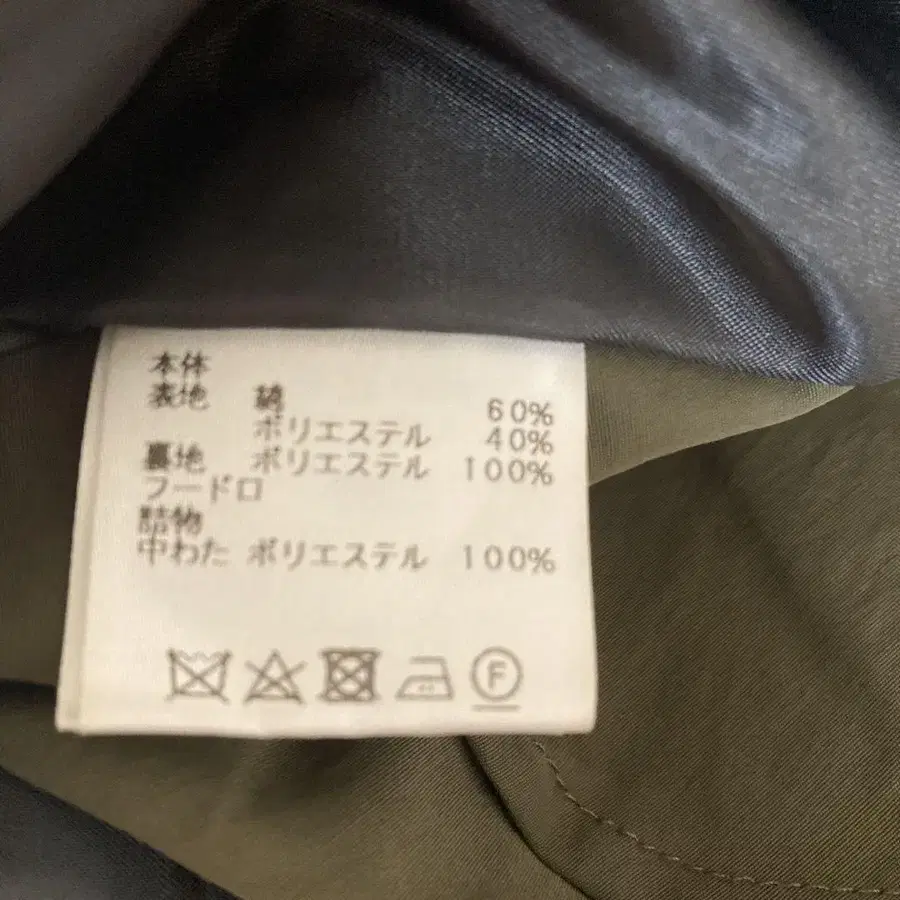 本体
表地 綿 60%
ポリエステル 40%
裏地 ポリエステル 100%
フードロ
詰物
中わた ポリエステル 100%
F